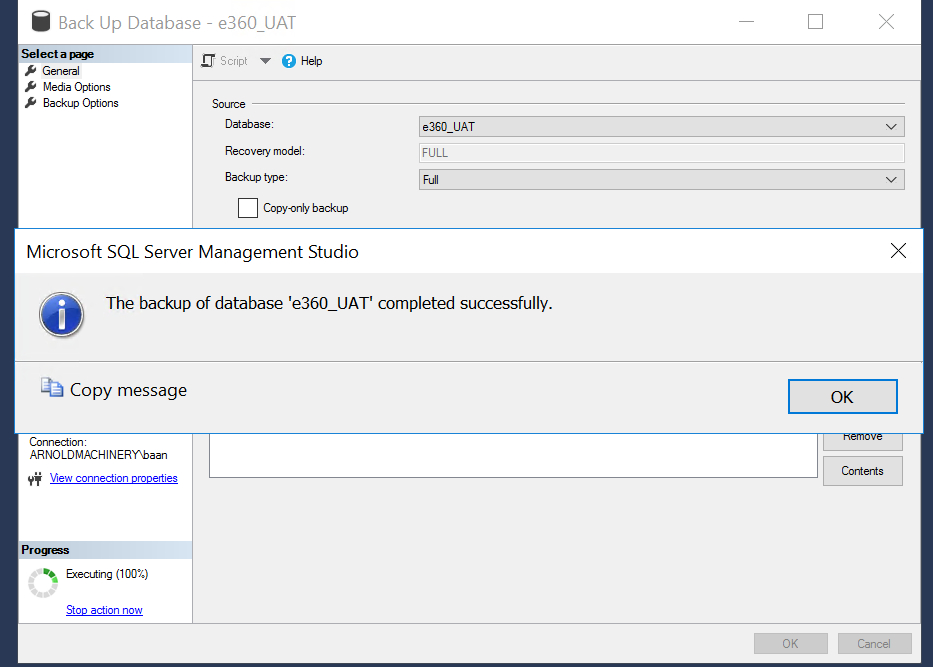 Back Up Database - e360_UAT
Select a page
General
Media Options
Backup Options
Script
Help
Source
Database:
e360_UAT
Recovery model:
FULL
Backup type:
Full
Copy-only backup
Microsoft SQL Server Management Studio
The backup of database 'e360_UAT' completed successfully.
Copy message
OK
Connection:
ARNOLDMACHINERY\baan
View connection properties
Remove
Contents
Progress
Executing (100%)
Stop action now
OK
Cancel